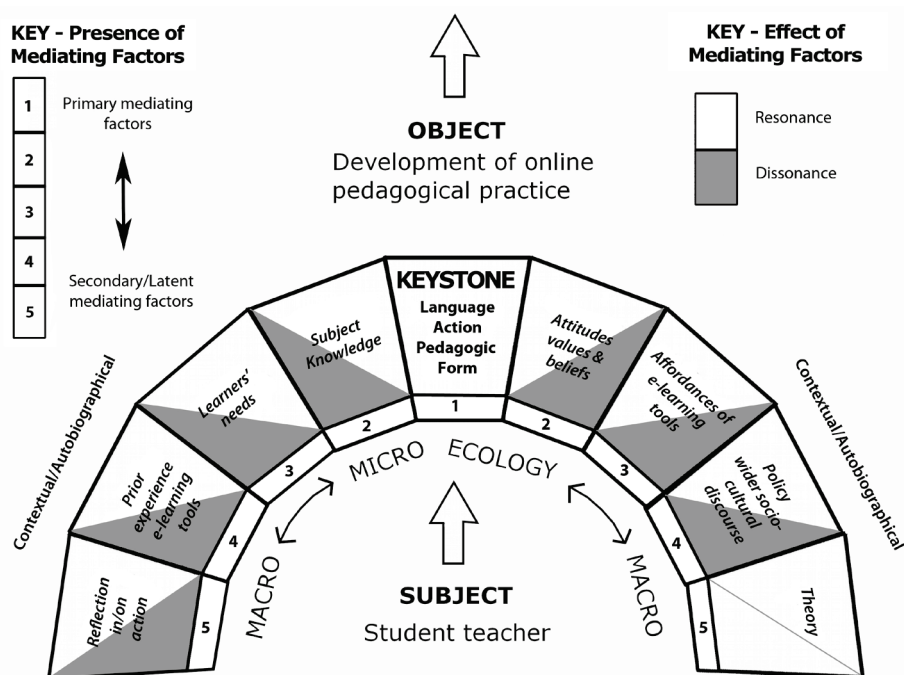 KEY - Presence of
Mediating Factors
1
2
3
4
5
Primary mediating
factors
Secondary/Latent
mediating factors
OBJECT
Development of online
pedagogical practice
KEY - Effect of
Mediating Factors
Resonance
Dissonance
Contextual/Autobiographical
Reflection
in/on
action
5
Prior
experience
e-learning
tools
4
Learners'
needs
3
Subject
Knowledge
2
KEYSTONE
Language
Action
Pedagogic
Form
1
Attitudes
values &
beliefs
2
Affordances of
e-learning
tools
3
Policy
wider socio-
cultural
discourse
4
Theory
5
Contextual/Autobiographical
MICRO ECOLOGY
MACRO
MACRO
SUBJECT
Student teacher